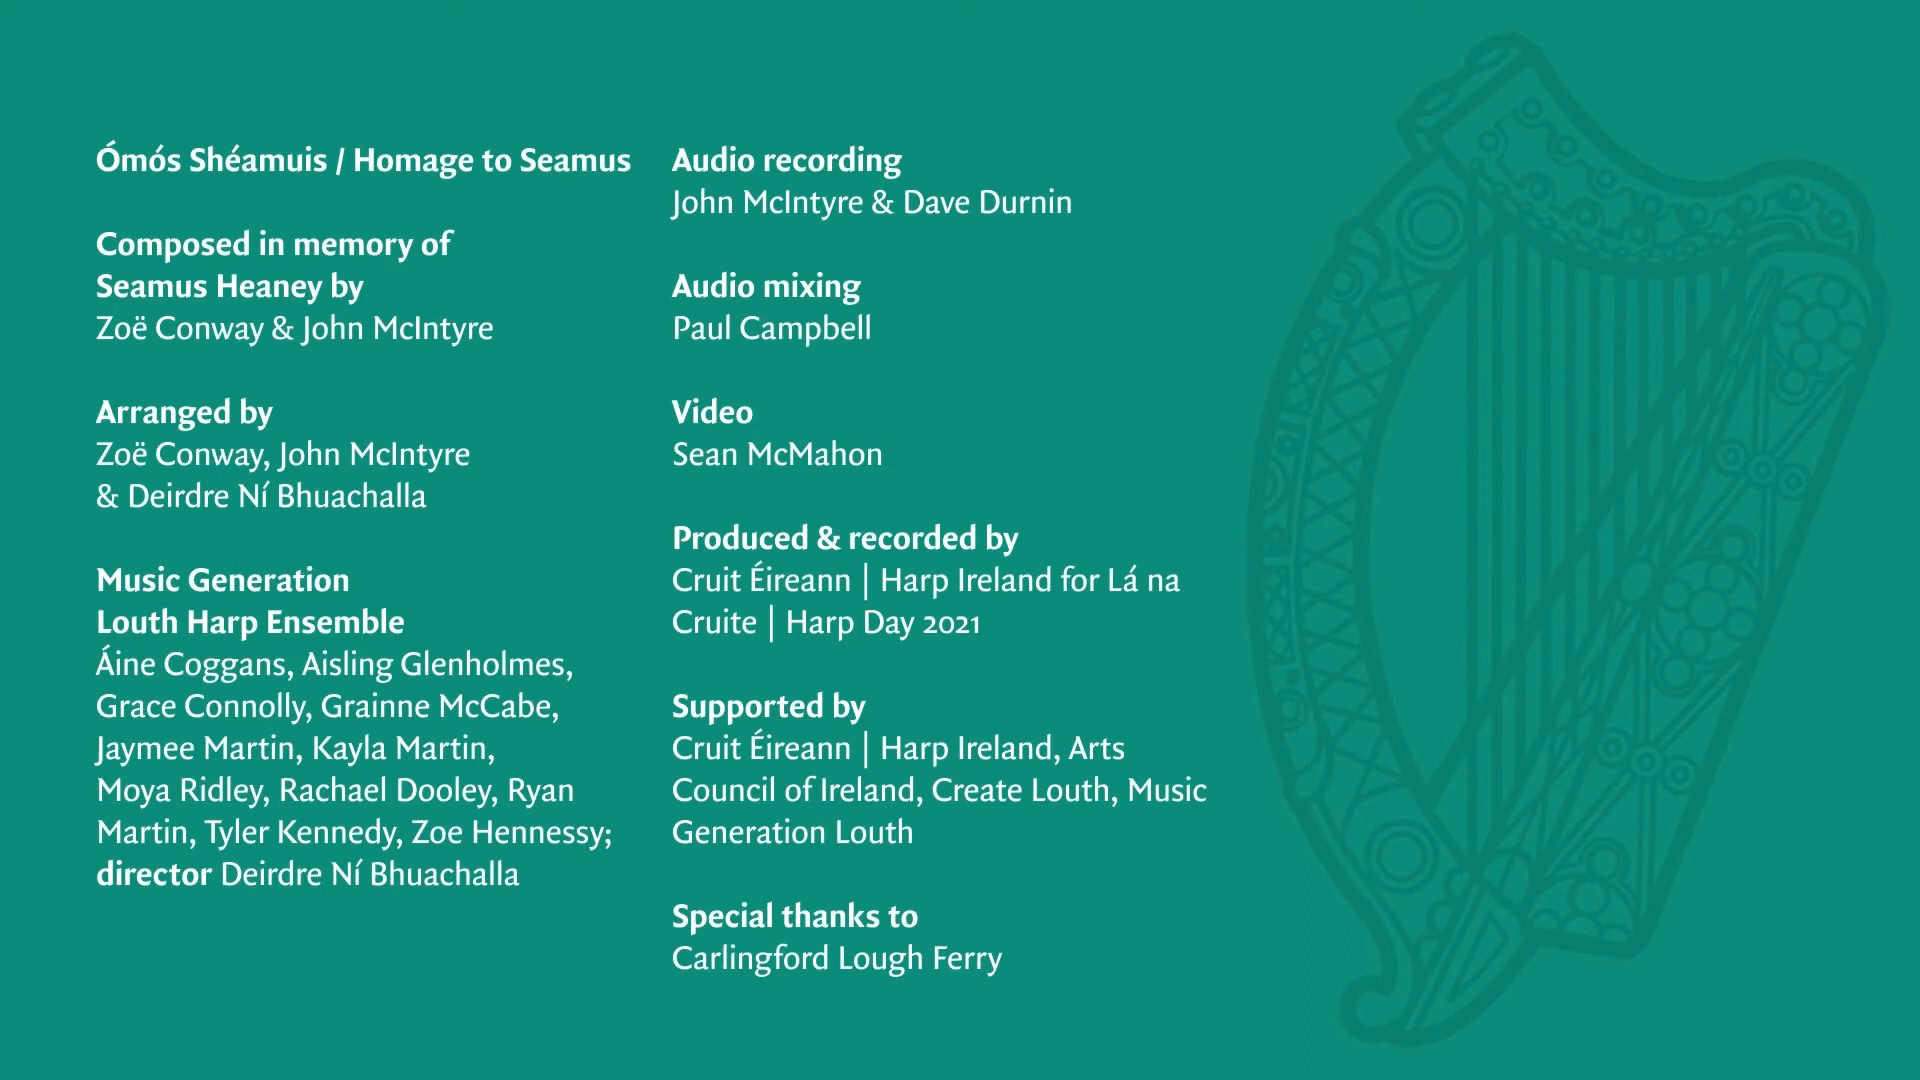 Ómós Shéamuis / Homage to Seamus
Composed in memory of
Seamus Heaney by
Zoë Conway & John McIntyre
Arranged by
Zoë Conway, John McIntyre
& Deirdre Ní Bhuachalla
Music Generation
Louth Harp Ensemble
Áine Coggans, Aisling Glenholmes,
Grace Connolly, Grainne McCabe,
Jaymee Martin, Kayla Martin,
Moya Ridley, Rachael Dooley, Ryan
Martin, Tyler Kennedy, Zoe Hennessy;
director Deirdre Ní Bhuachalla
Audio recording
John McIntyre & Dave Durnin
Audio mixing
Paul Campbell
Video
Sean McMahon
Produced & recorded by
Cruit Éireann | Harp Ireland for Lá na
Cruite | Harp Day 2021
Supported by
Cruit Éireann | Harp Ireland, Arts
Council of Ireland, Create Louth, Music
Generation Louth
Special thanks to
Carlingford Lough Ferry